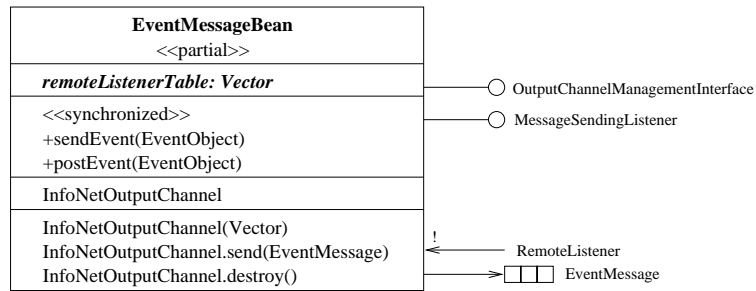 EventMessageBean
<<partial>>
remoteListenerTable: Vector
OutputChannelManagementInterface
<<synchronized>>
MessageSendingListener
+sendEvent(EventObject)
+postEvent(EventObject)
InfoNetOutputChannel
InfoNetOutputChannel(Vector)
!
InfoNetOutputChannel.send(EventMessage)
RemoteListener
InfoNetOutputChannel.destroy()
EventMessage